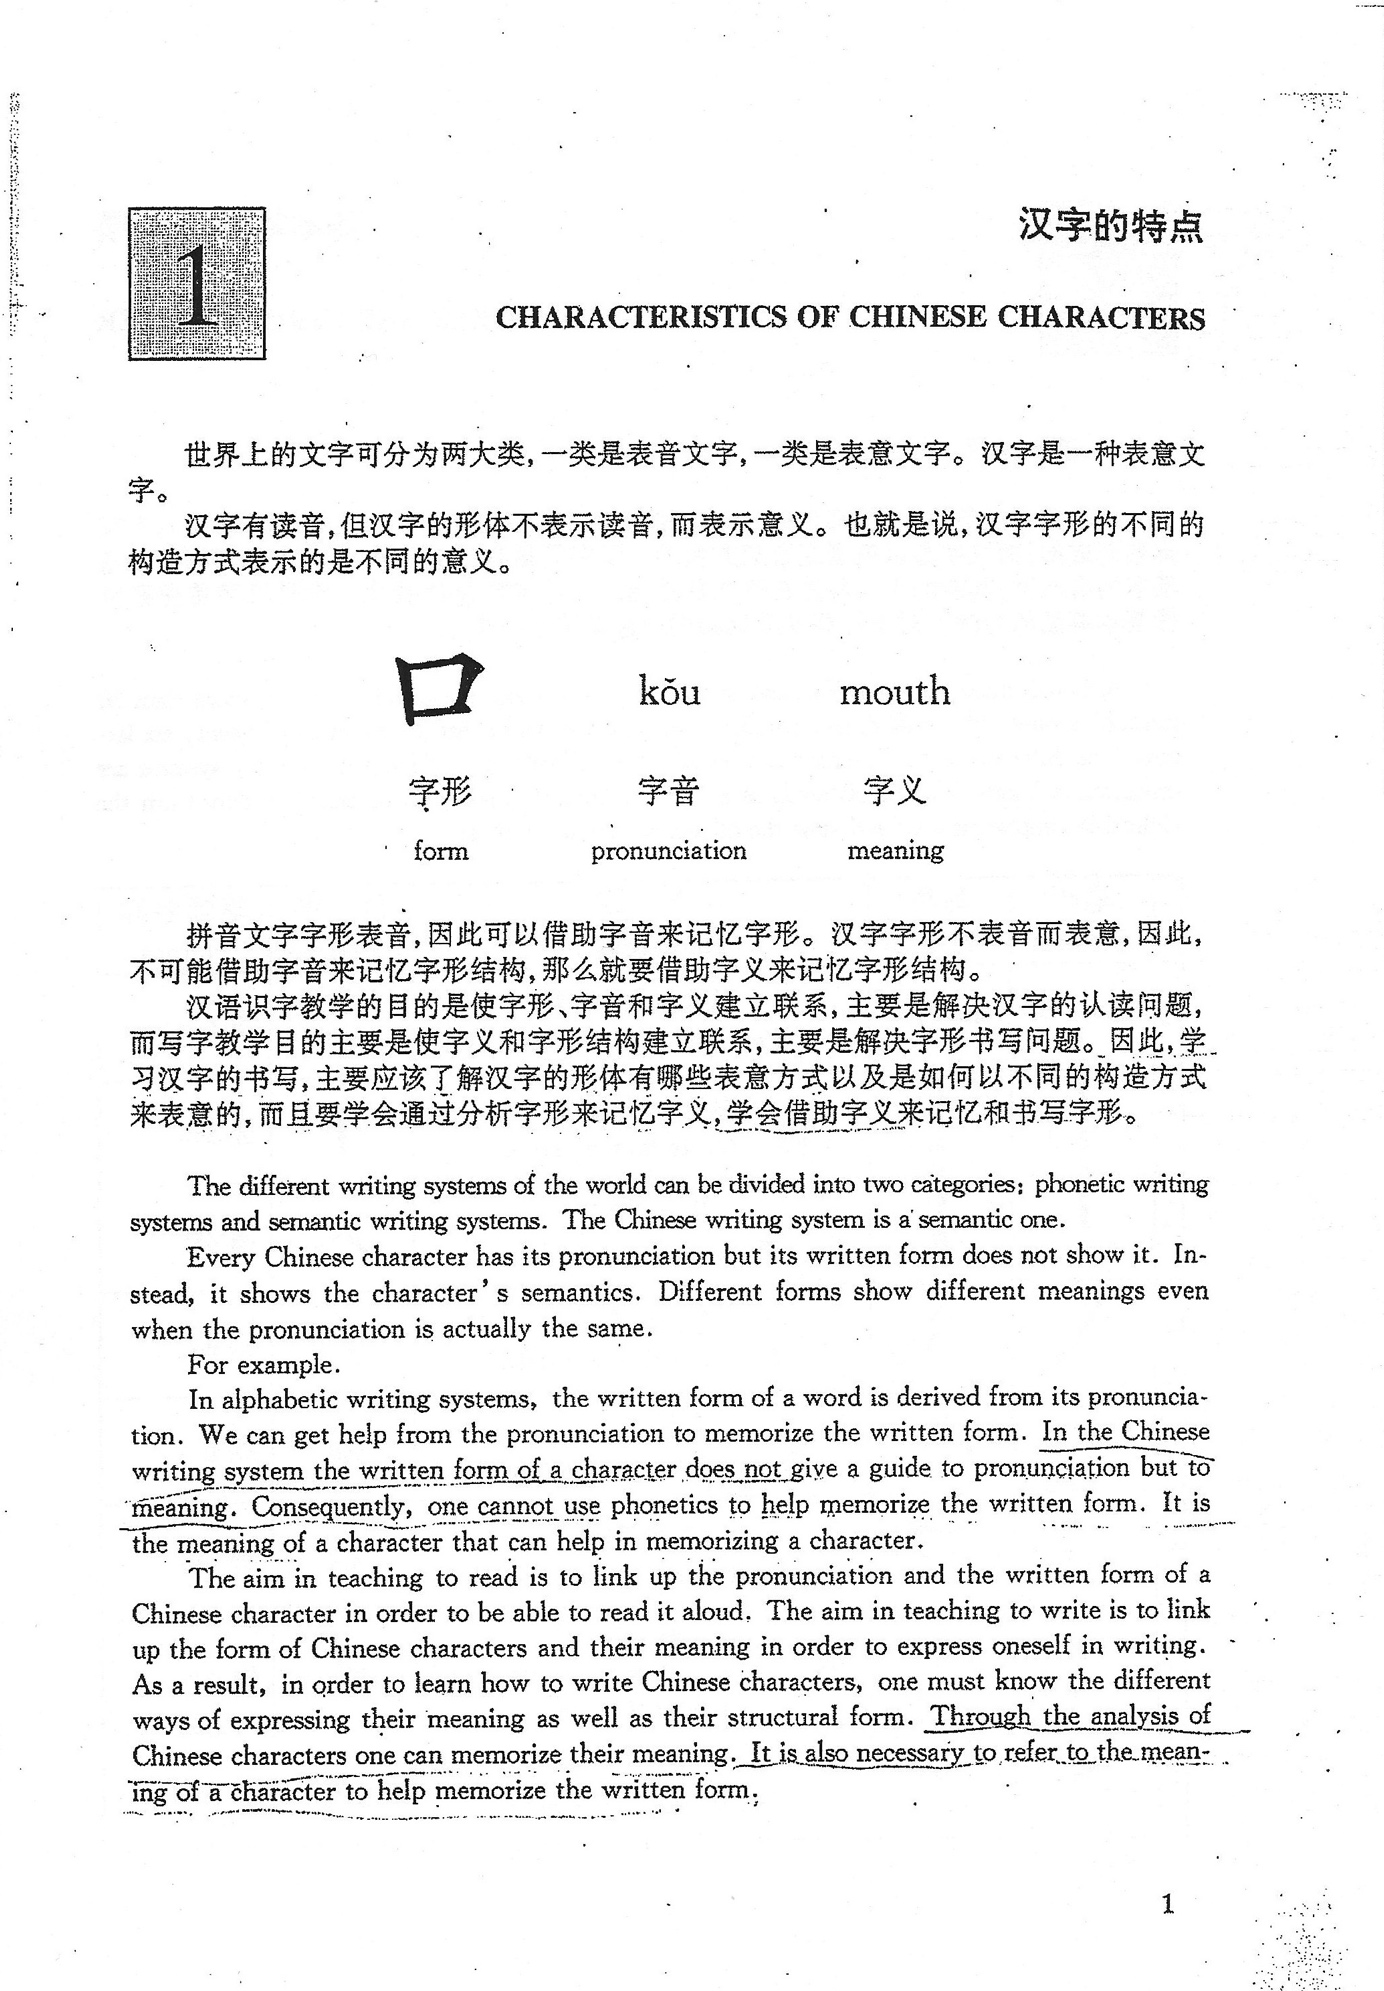 1
汉字的特点
CHARACTERISTICS OF CHINESE CHARACTERS
世界上的文字可分为两大类，一类是表音文字，一类是表意文字。汉字是一种表意文
字。
汉字有读音，但汉字的形体不表示读音，而表示意义。也就是说，汉字字形的不同的
构造方式表示的是不同的意义。
口 kǒu mouth
字形 字音 字义
form pronunciation meaning
拼音文字字形表音，因此可以借助字音来记忆字形。汉字字形不表音而表意，因此，
不可能借助字音来记忆字形结构，那么就要借助字义来记忆字形结构。
汉语识字教学的目的是使字形、字音和字义建立联系，主要是解决汉字的认读问题，
而写字教学目的主要是使字义和字形结构建立联系，主要是解决字形书写问题。因此，学
习汉字的书写，主要应该了解汉字的形体有哪些表意方式以及是如何以不同的构造方式
来表意的，而且要学会通过分析字形来记忆字义，学会借助字义来记忆和书写字形。
The different writing systems of the world can be divided into two categories: phonetic writing
systems and semantic writing systems. The Chinese writing system is a semantic one.
Every Chinese character has its pronunciation but its written form does not show it. In-
stead, it shows the character's semantics. Different forms show different meanings even
when the pronunciation is actually the same.
For example.
In alphabetic writing systems, the written form of a word is derived from its pronuncia-
tion. We can get help from the pronunciation to memorize the written form. In the Chinese
writing system the written form of a character does not give a guide to pronunciation but to
meaning. Consequently, one cannot use phonetics to help memorize the written form. It is
the meaning of a character that can help in memorizing a character.
The aim in teaching to read is to link up the pronunciation and the written form of a
Chinese character in order to be able to read it aloud. The aim in teaching to write is to link
up the form of Chinese characters and their meaning in order to express oneself in writing.
As a result, in order to learn how to write Chinese characters, one must know the different
ways of expressing their meaning as well as their structural form. Through the analysis of
Chinese characters one can memorize their meaning. It is also necessary to refer to the mean-
ing of a character to help memorize the written form.
1